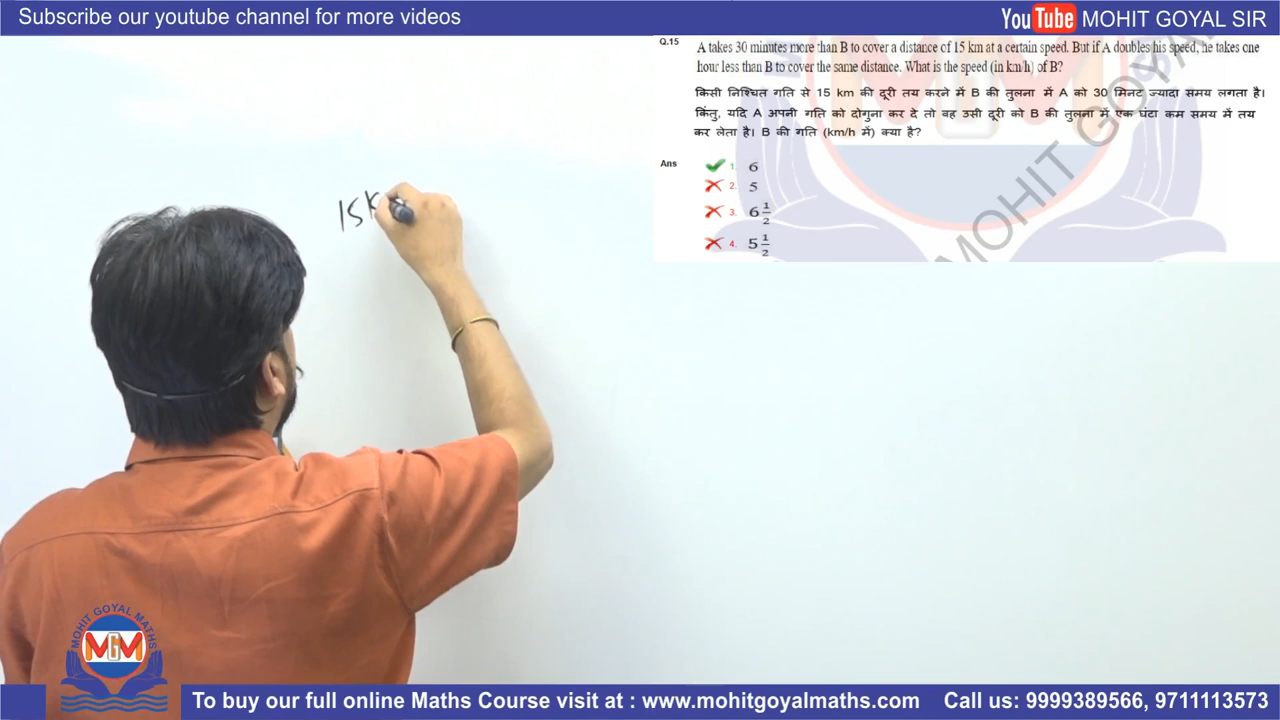 Subscribe our youtube channel for more videos
YouTube MOHIT GOYAL SIR
Q.15 A takes 30 minutes more than B to cover a distance of 15 km at a certain speed. But if A doubles his speed, he takes one
hour less than B to cover the same distance. What is the speed (in km/h) of B?
किसी निश्चित गति से 15 km की दूरी तय करने में B की तुलना में A को 30 मिनट ज्यादा समय लगता है।
किंतु, यदि A अपनी गति को दोगुना कर दे तो वह उसी दूरी को B की तुलना में एक घंटा कम समय में तय
कर लेता है। B की गति (km/h में) क्या है?
Ans 1. 6
2. 5
3. 6 1/2
4. 5 1/2
15 K
MOHIT GOYAL
MOHIT GOYAL MATHS
MGM
To buy our full online Maths Course visit at : www.mohitgoyalmaths.com Call us: 9999389566, 9711113573